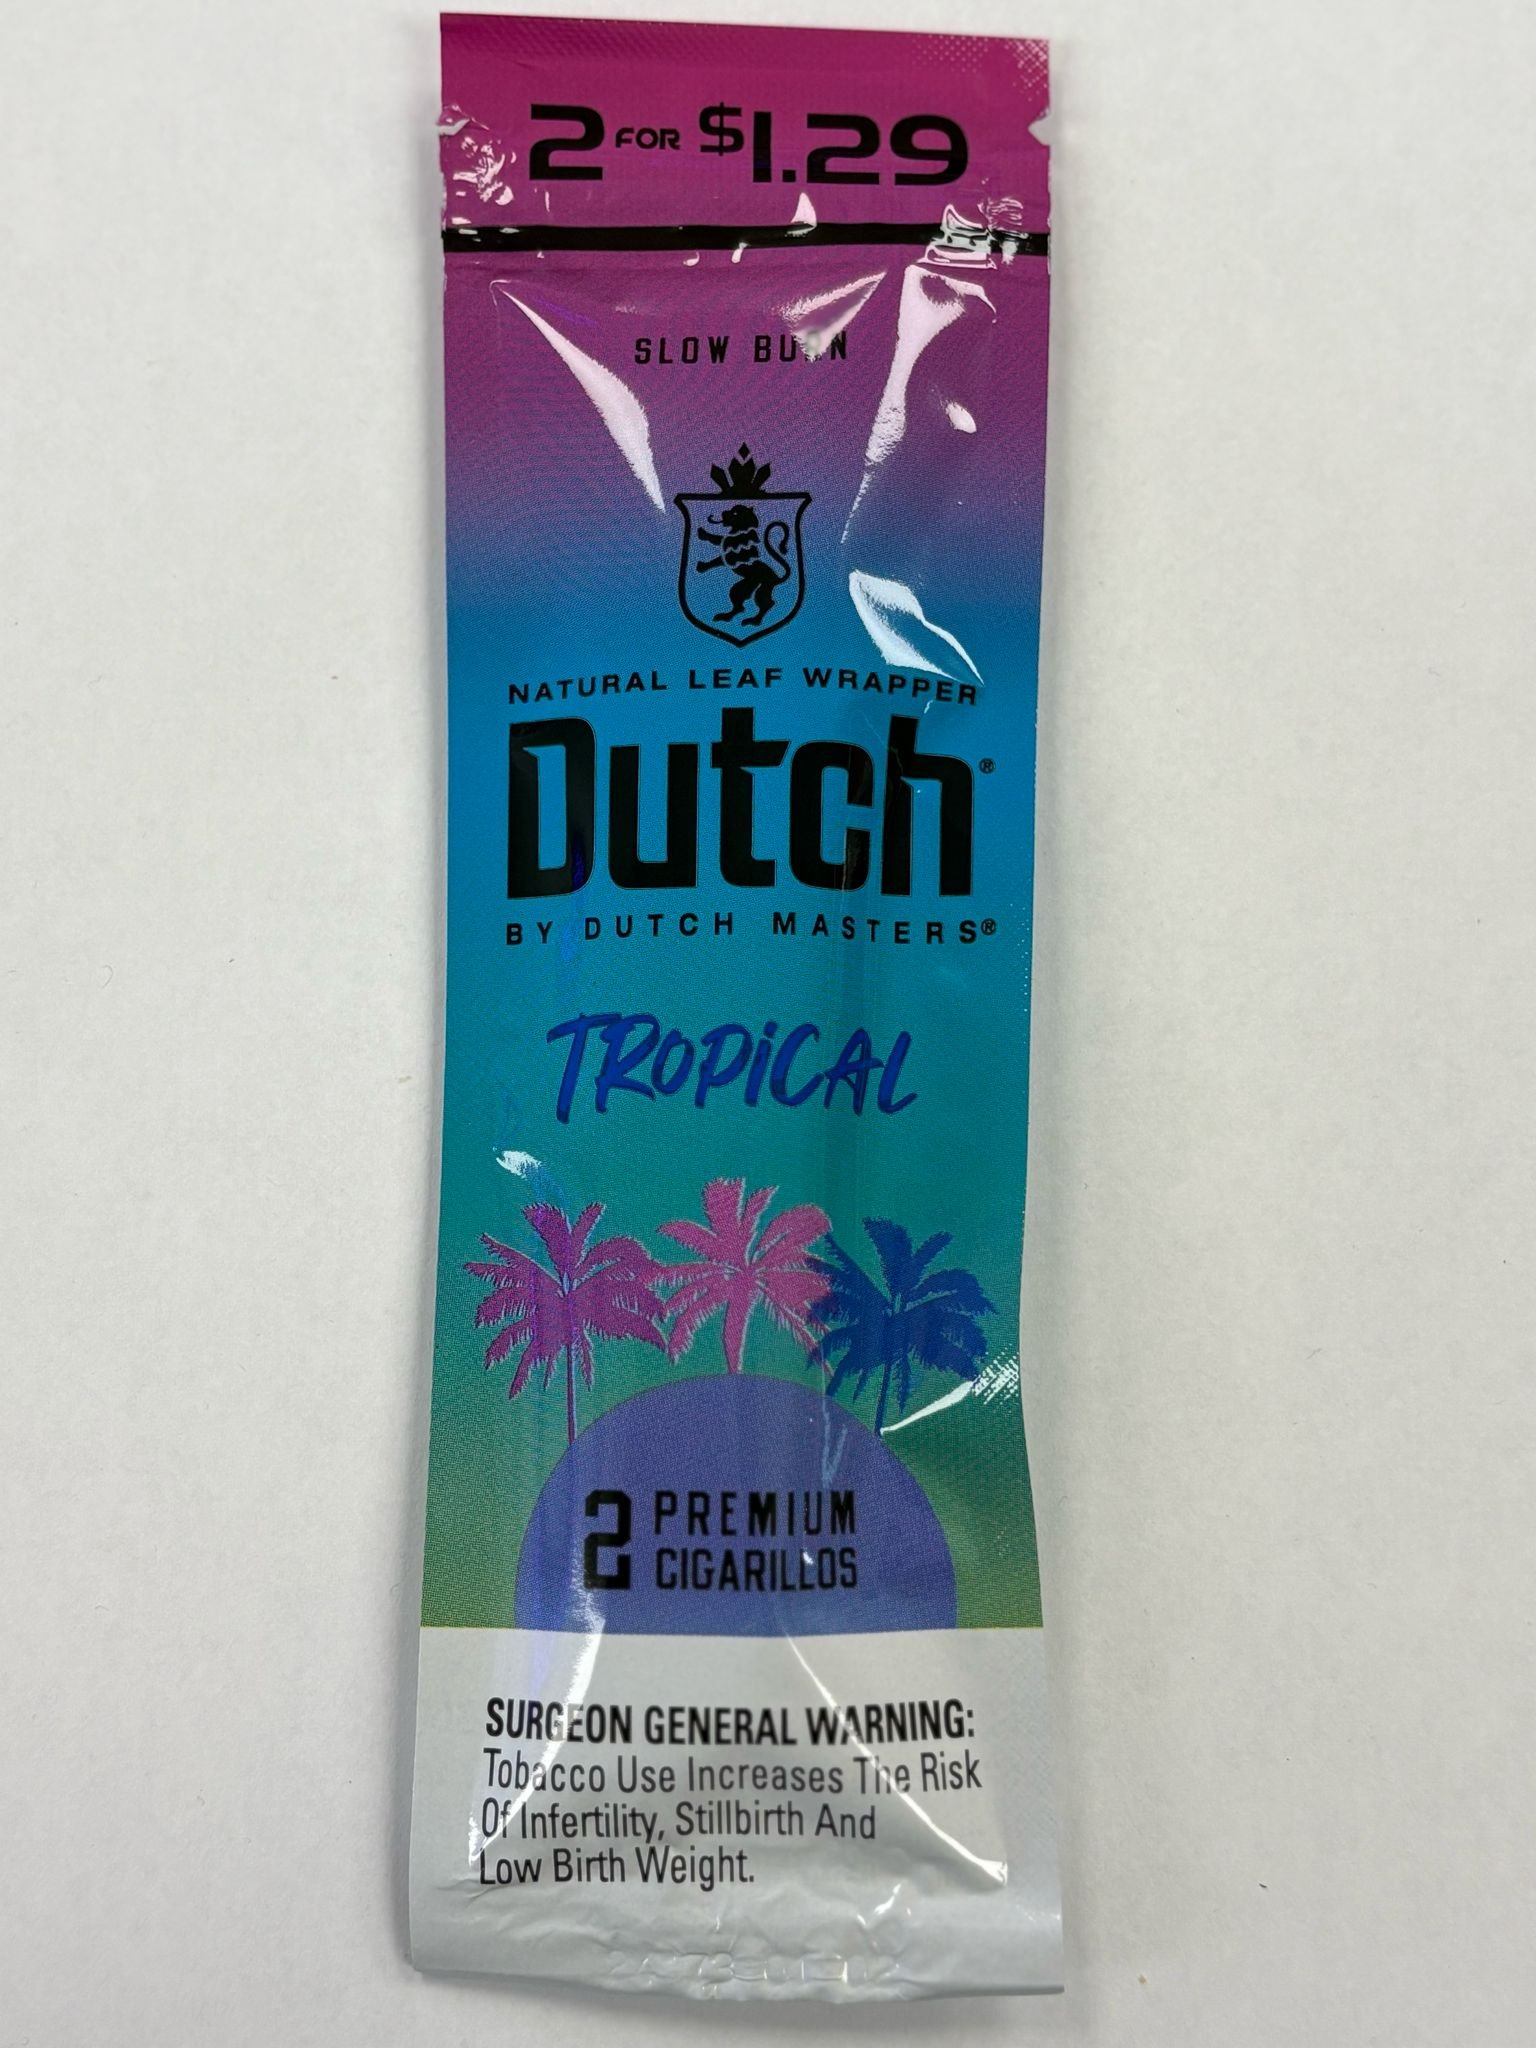 2 FOR $1.29
SLOW BURN
NATURAL LEAF WRAPPER
Dutch®
BY DUTCH MASTERS®
TROPiCAL
2 PREMIUM
CIGARILLOS
SURGEON GENERAL WARNING:
Tobacco Use Increases The Risk
Of Infertility, Stillbirth And
Low Birth Weight.